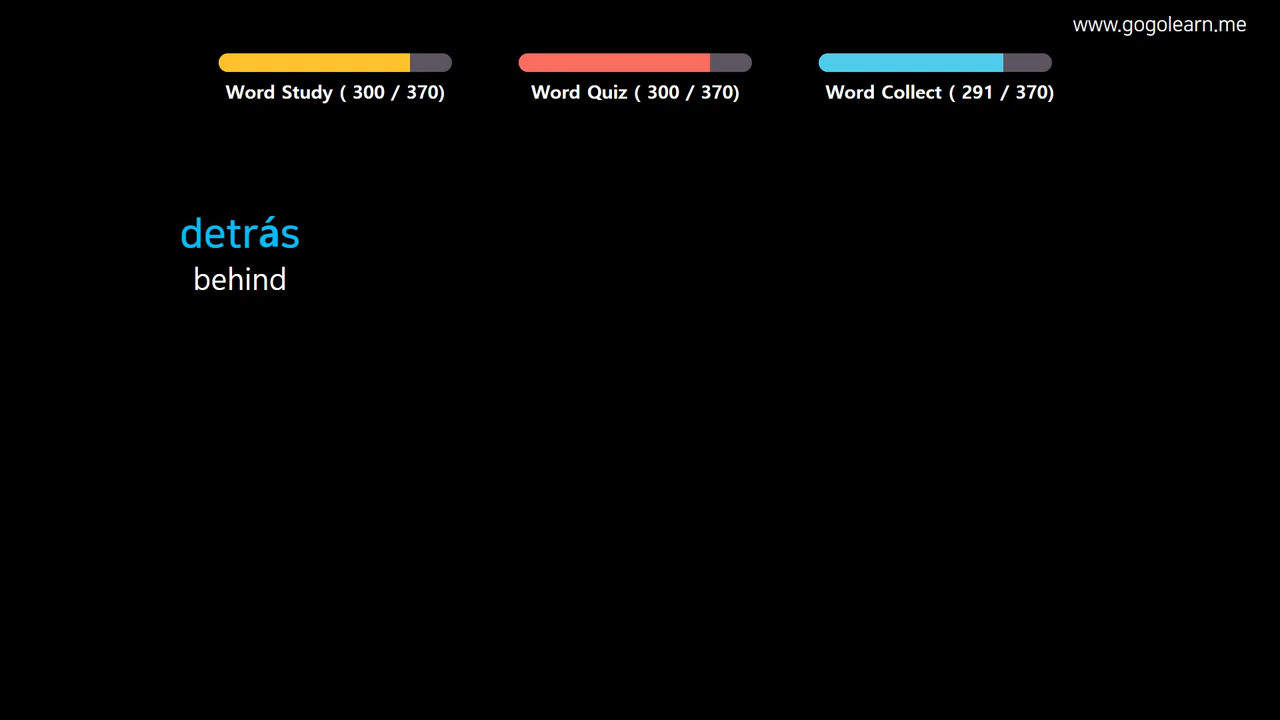 www.gogolearn.me
Word Study ( 300 / 370)
Word Quiz ( 300 / 370)
Word Collect ( 291 / 370)
detrás
behind